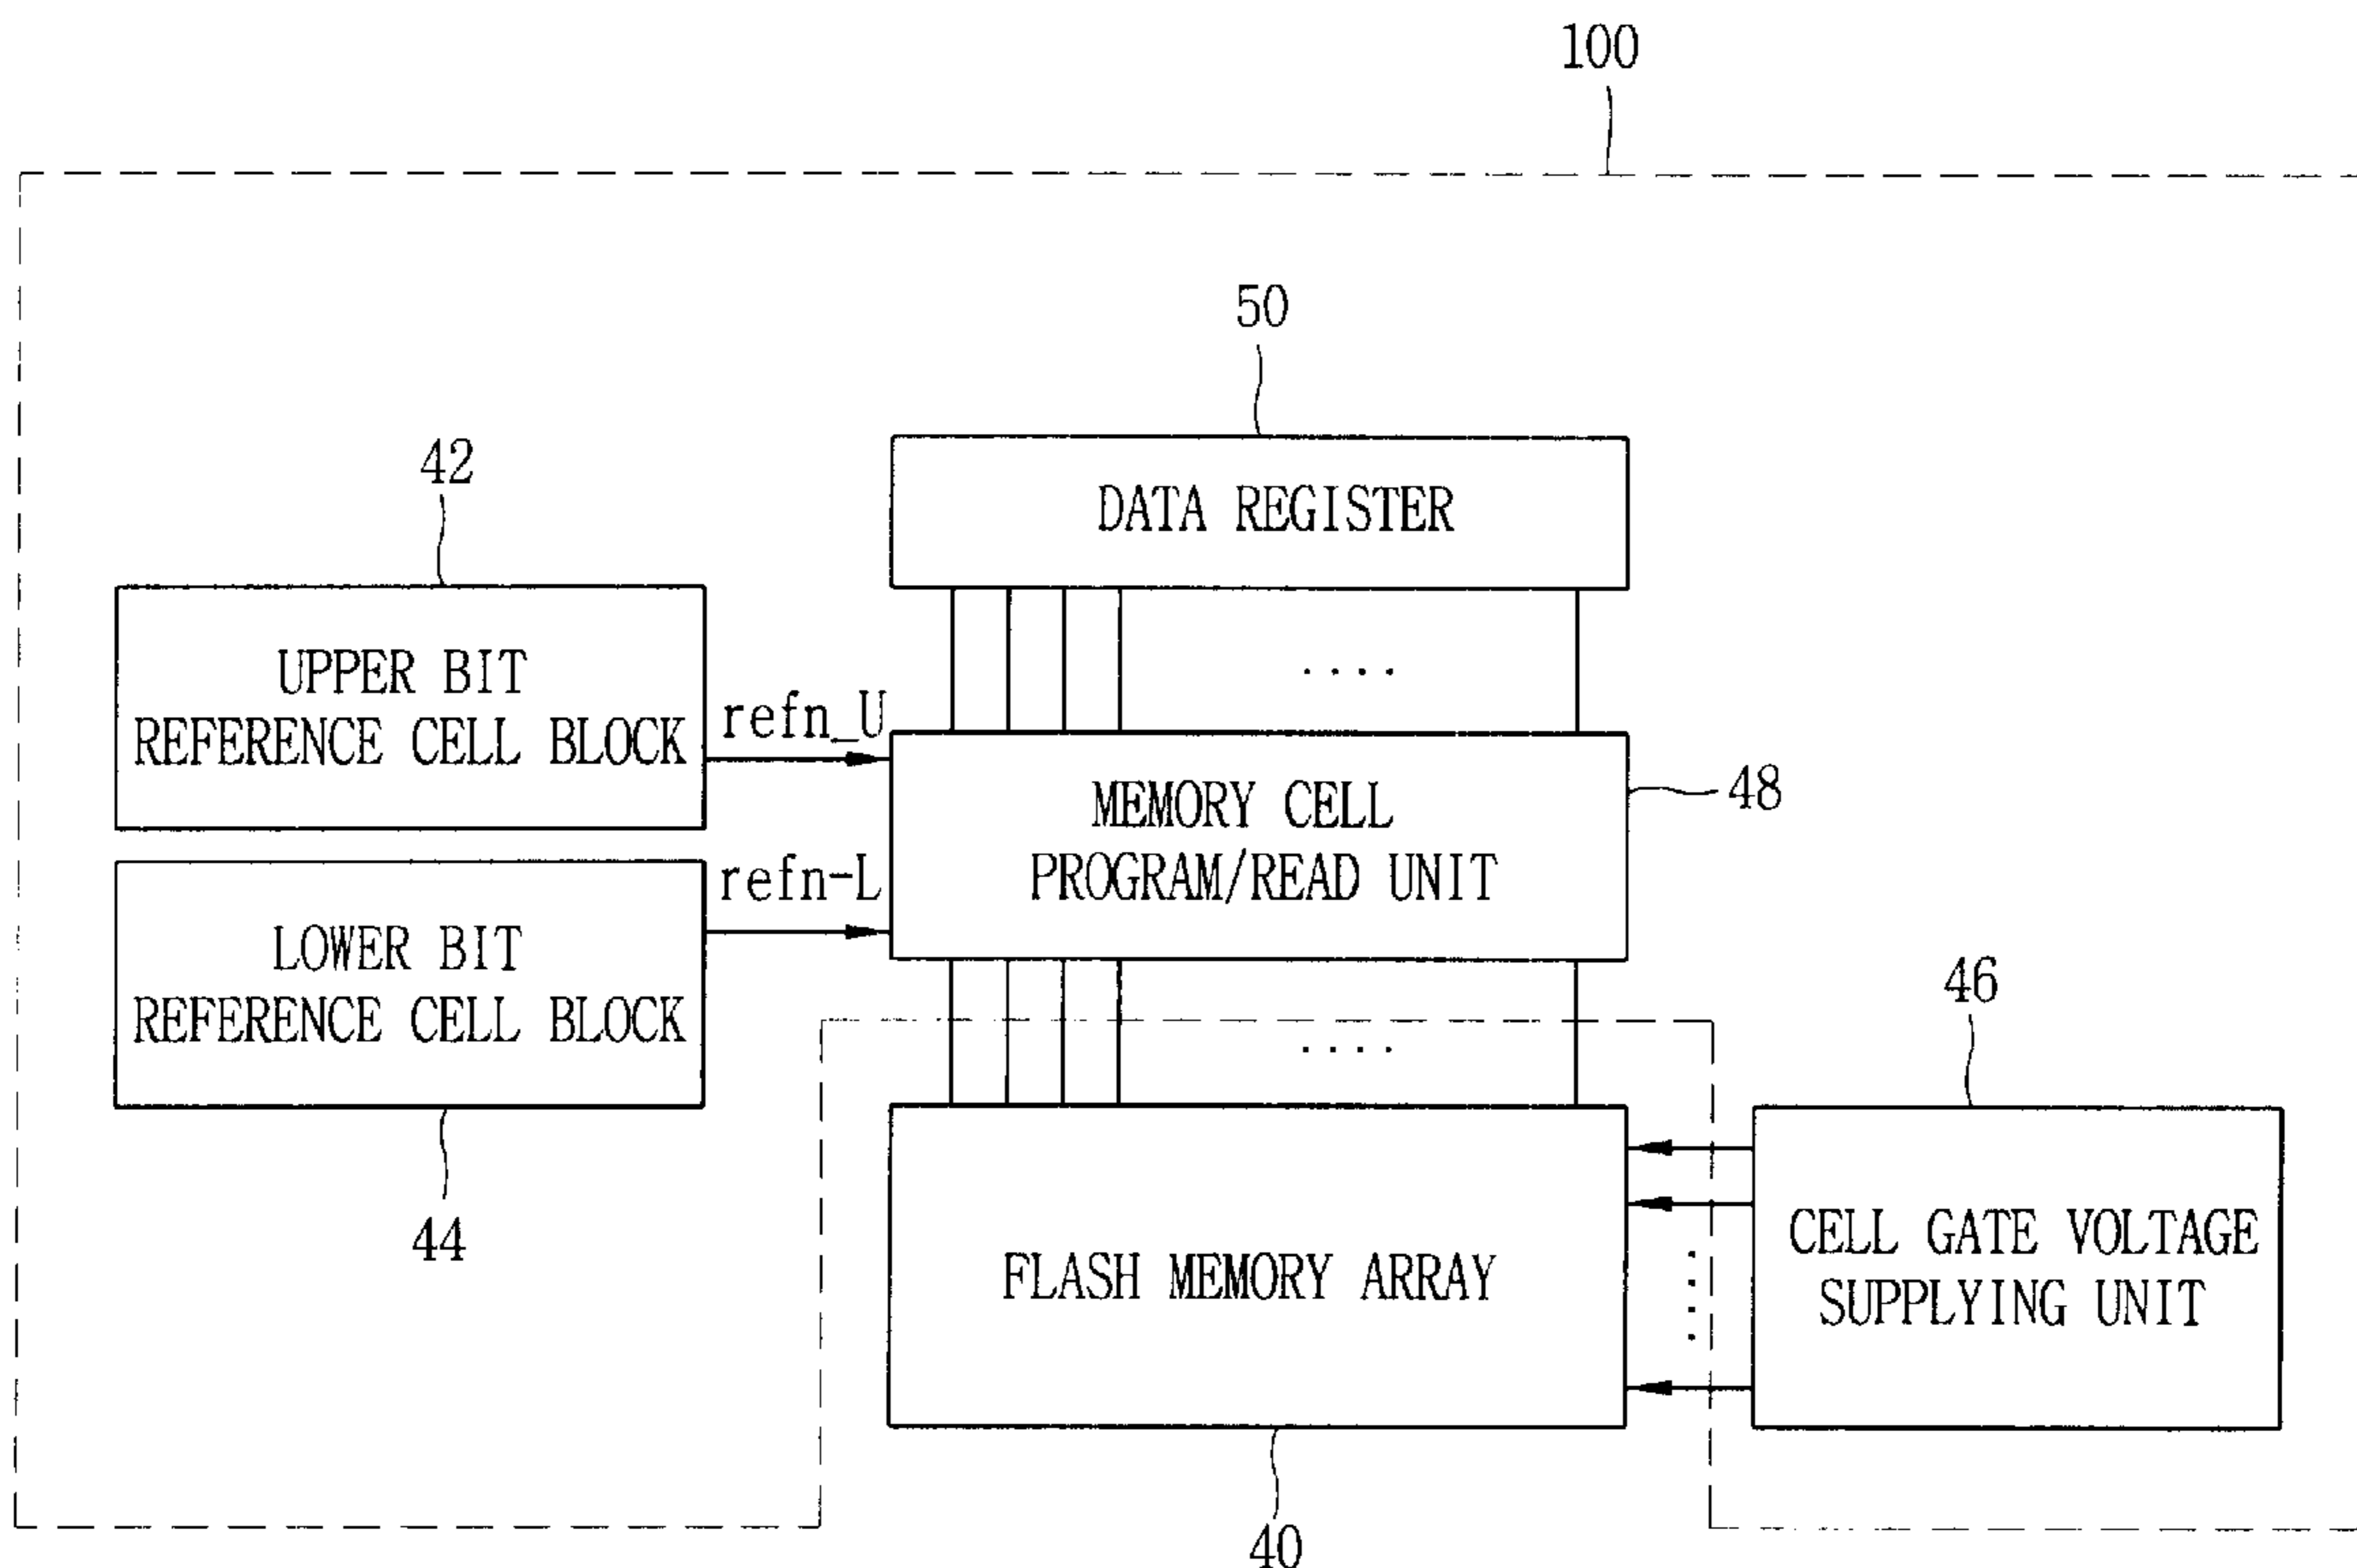 100
50
42
DATA REGISTER
UPPER BIT
REFERENCE CELL BLOCK
refn_U
MEMORY CELL
PROGRAM/READ UNIT
48
refn-L
LOWER BIT
REFERENCE CELL BLOCK
44
46
FLASH MEMORY ARRAY
CELL GATE VOLTAGE
SUPPLYING UNIT
40